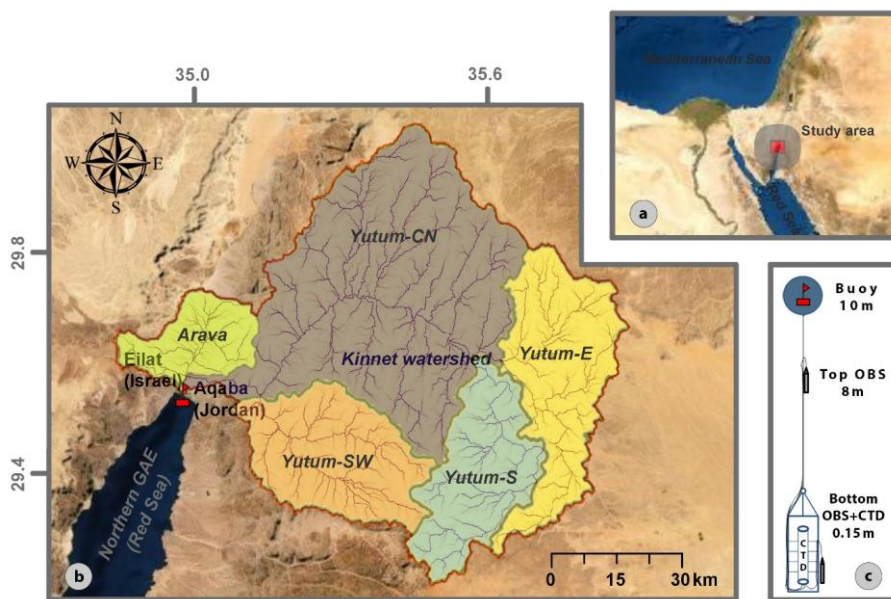 35.0
35.6
29.8
29.4
N
W
E
S
Yutum-CN
Arava
Eilat
(Israel)
Aqaba
(Jordan)
Kinnet watershed
Yutum-E
Yutum-SW
Yutum-S
Northern GAE
(Red Sea)
0 15 30 km
b
Mediterranean Sea
Study area
Red Sea
a
Buoy
10 m
Top OBS
8 m
Bottom
OBS+CTD
0.15 m
C
T
D
c